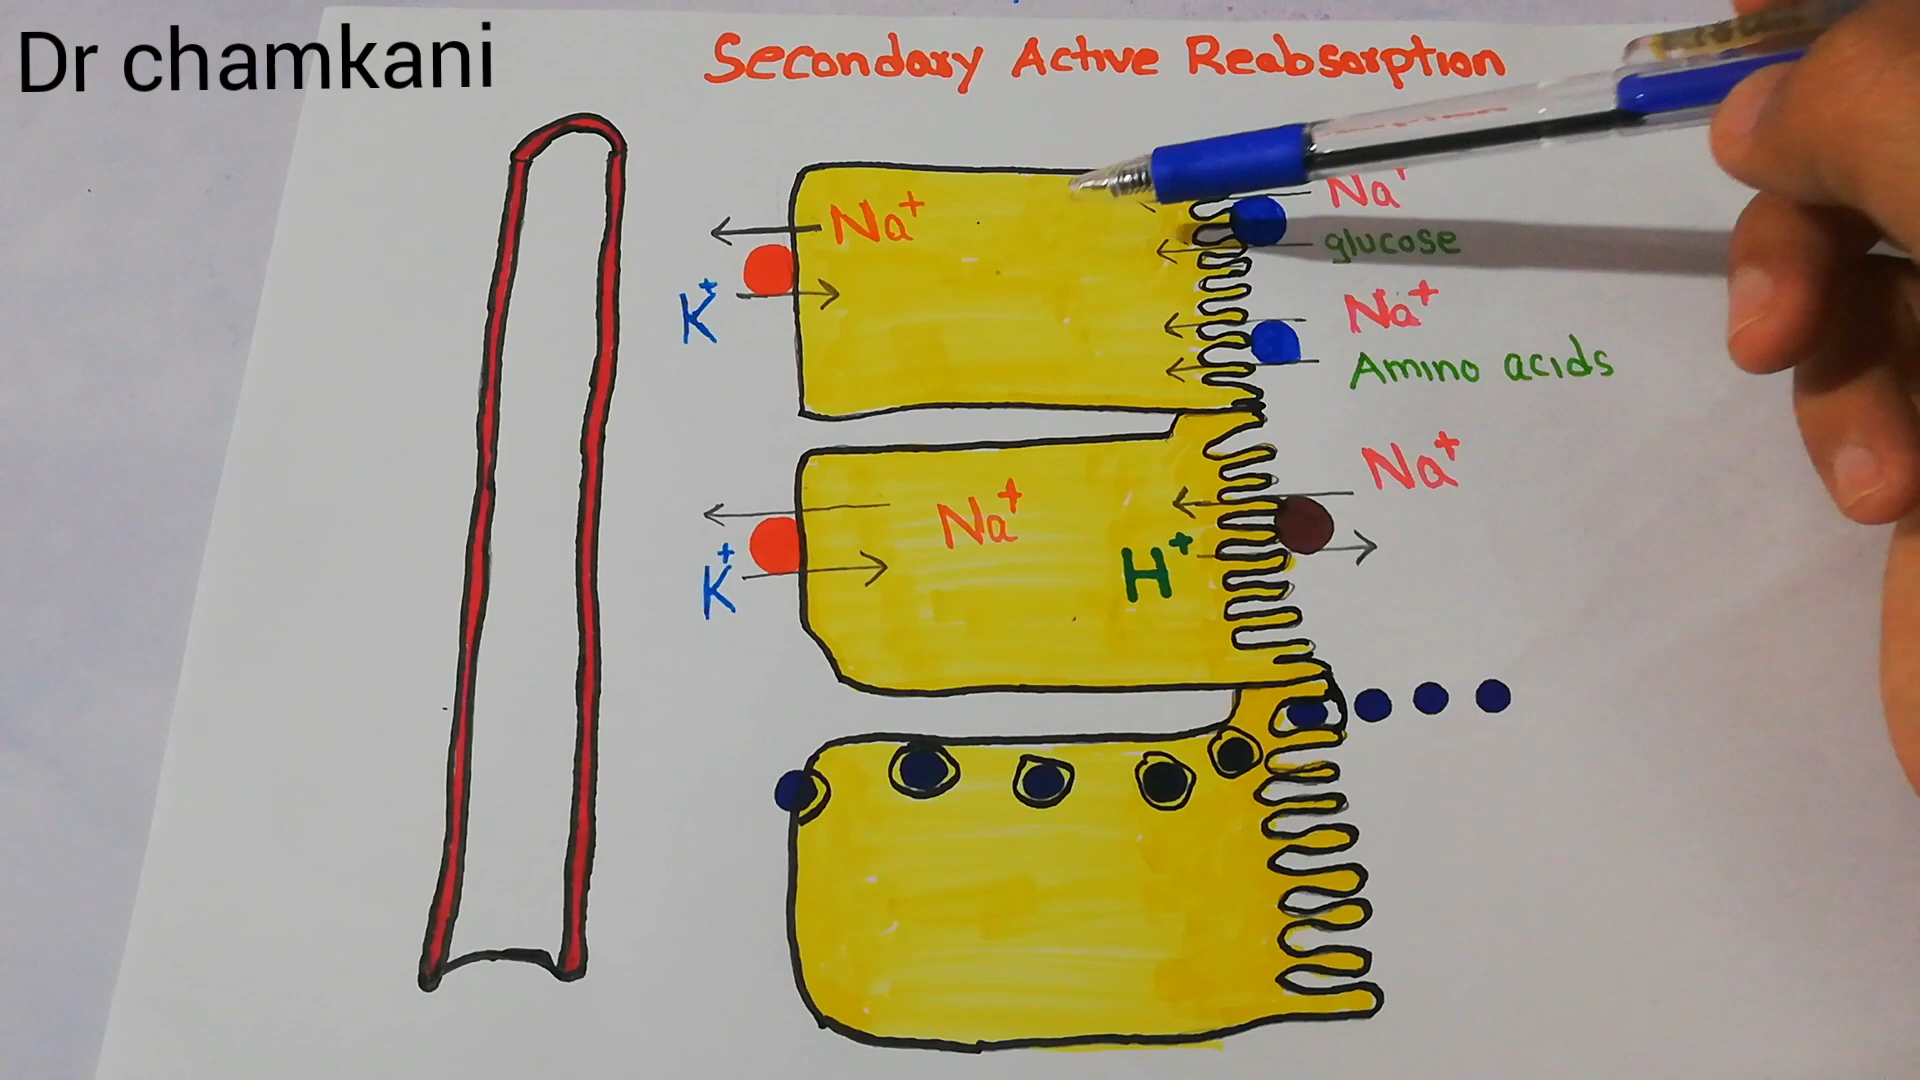 Dr chamkani
Secondary Active Reabsorption
Na+
Na+
glucose
K+
Na+
Amino acids
Na+
Na+
H+
K+